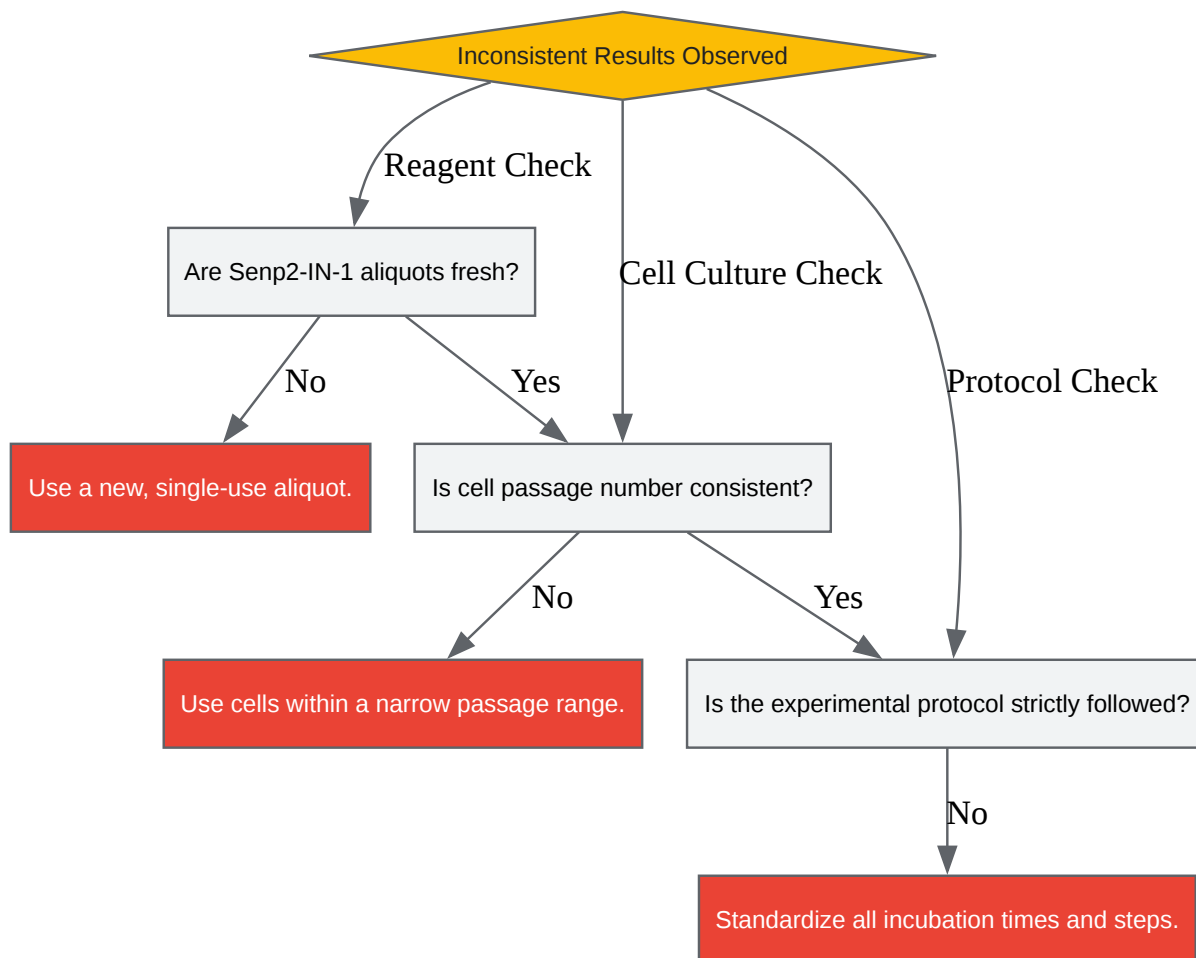 Inconsistent Results Observed
Reagent Check
Are Senp2-IN-1 aliquots fresh?
Cell Culture Check
No
Yes
Protocol Check
Use a new, single-use aliquot.
Is cell passage number consistent?
No
Yes
Use cells within a narrow passage range.
Is the experimental protocol strictly followed?
No
Standardize all incubation times and steps.